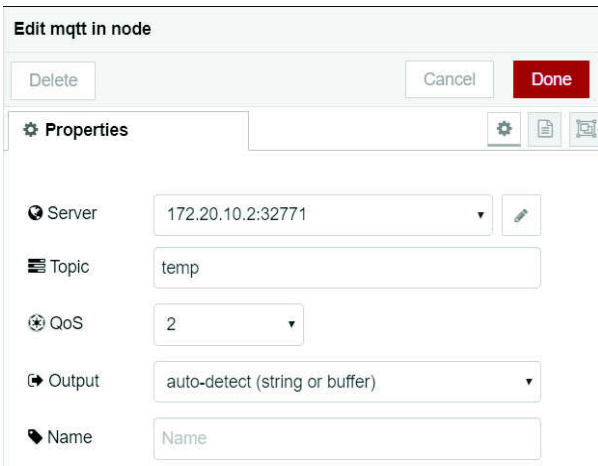 Edit mqtt in node
Delete Cancel Done
Properties
Server 172.20.10.2:32771
Topic temp
QoS 2
Output auto-detect (string or buffer)
Name Name